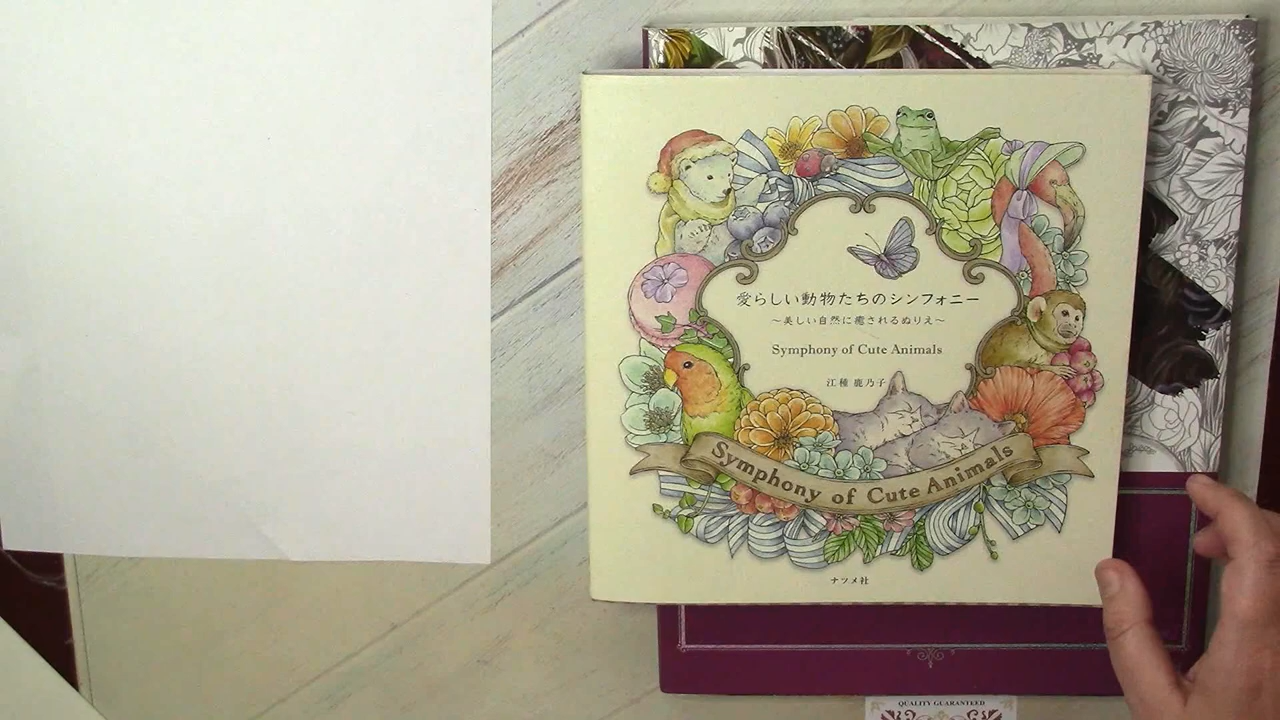 愛らしい動物たちのシンフォニー
～美しい自然に癒されるぬりえ～
Symphony of Cute Animals
江種 鹿乃子
Symphony of Cute Animals
ナツメ社
QUALITY GUARANTEED